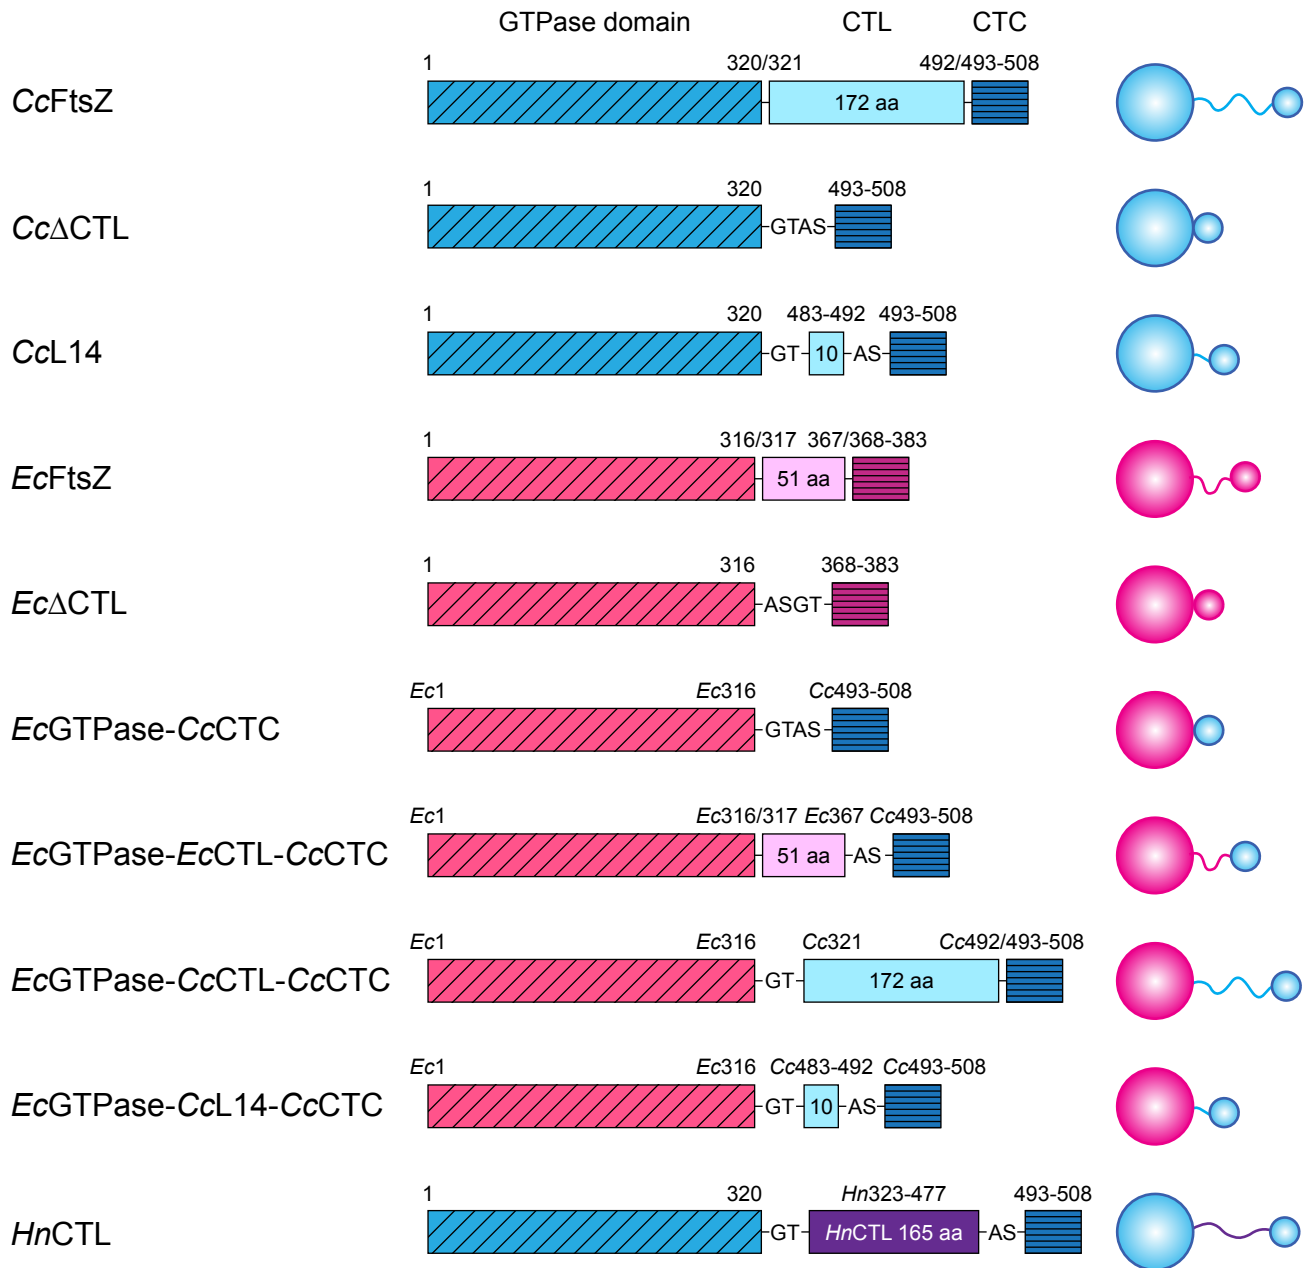 GTPase domain CTL CTC
1 320/321 492/493-508
CcFtsZ 172 aa
1 320 493-508
CcΔCTL GTAS
1 320 483-492 493-508
CcL14 GT 10 AS
1 316/317 367/368-383
EcFtsZ 51 aa
1 316 368-383
EcΔCTL ASGT
Ec1 Ec316 Cc493-508
EcGTPase-CcCTC GTAS
Ec1 Ec316/317 Ec367 Cc493-508
EcGTPase-EcCTL-CcCTC 51 aa AS
Ec1 Ec316 Cc321 Cc492/493-508
EcGTPase-CcCTL-CcCTC GT 172 aa
Ec1 Ec316 Cc483-492 Cc493-508
EcGTPase-CcL14-CcCTC GT 10 AS
1 320 Hn323-477 493-508
HnCTL GT HnCTL 165 aa AS